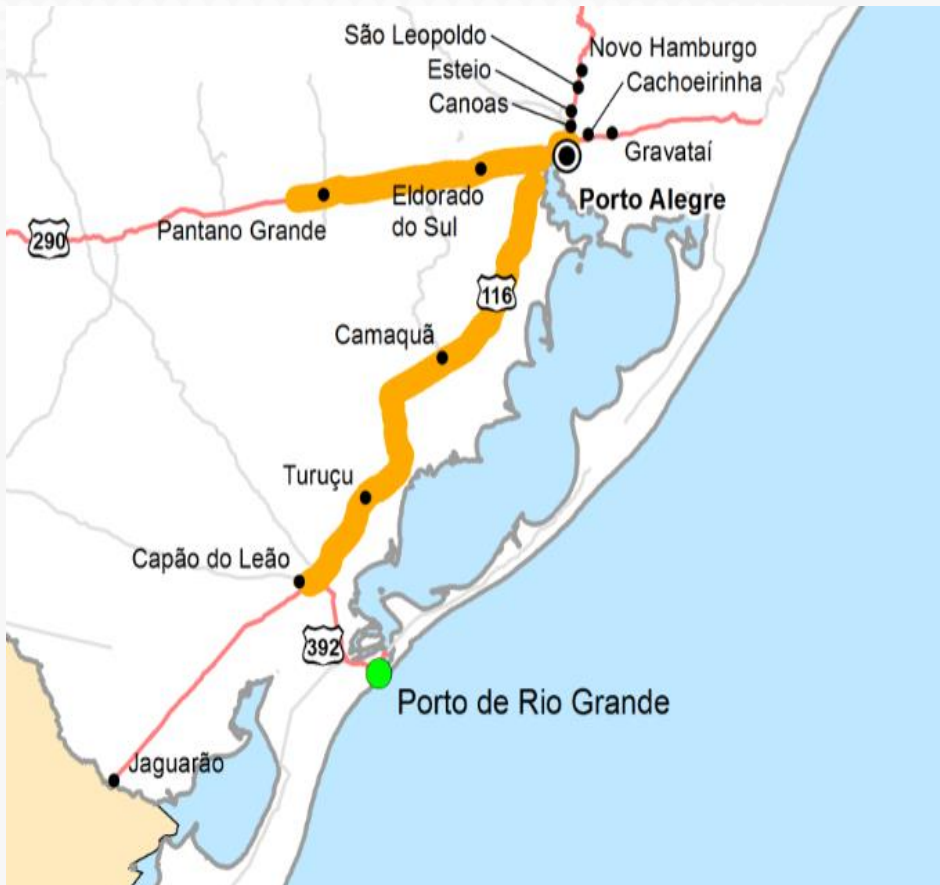 São Leopoldo
Novo Hamburgo
Esteio
Cachoeirinha
Canoas
Gravataí
Porto Alegre
Eldorado
do Sul
Pantano Grande
290
116
Camaquã
Turuçu
Capão do Leão
392
Porto de Rio Grande
Jaguarão